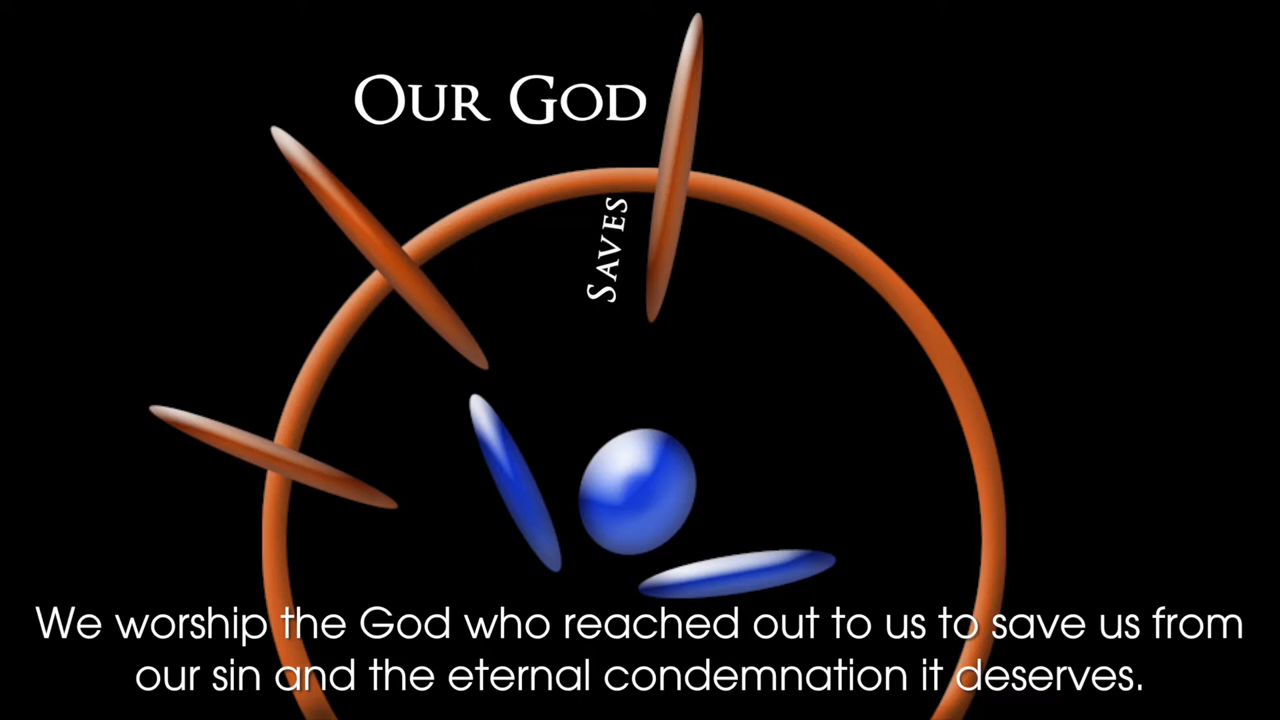 Our God
Saves
We worship the God who reached out to us to save us from
our sin and the eternal condemnation it deserves.